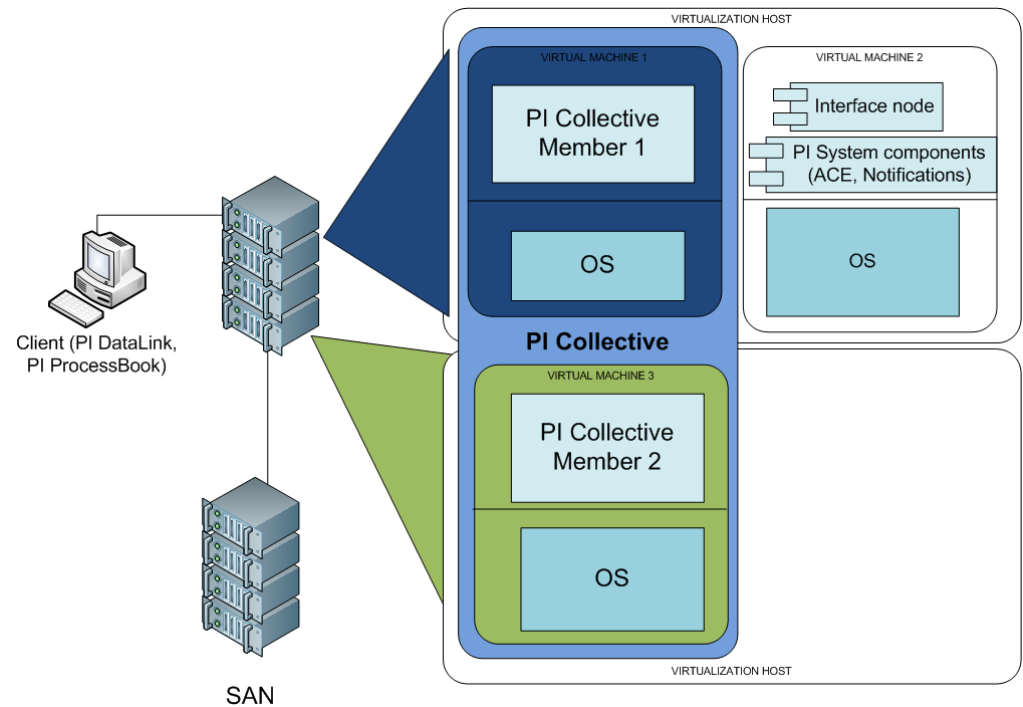 VIRTUALIZATION HOST
VIRTUAL MACHINE 1
PI Collective
Member 1
OS
VIRTUAL MACHINE 2
Interface node
PI System components
(ACE, Notifications)
OS
Client (PI DataLink,
PI ProcessBook)
PI Collective
VIRTUAL MACHINE 3
PI Collective
Member 2
OS
VIRTUALIZATION HOST
SAN